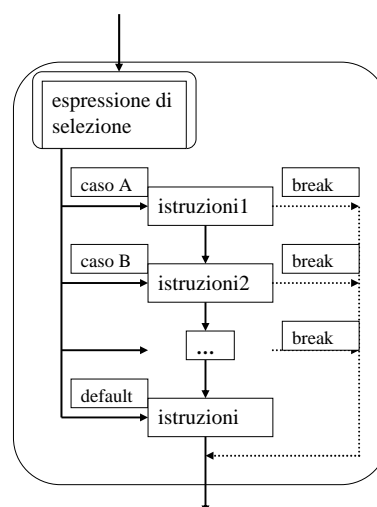 espressione di
selezione
caso A
break
istruzioni1
caso B
break
istruzioni2
break
...
default
istruzioni